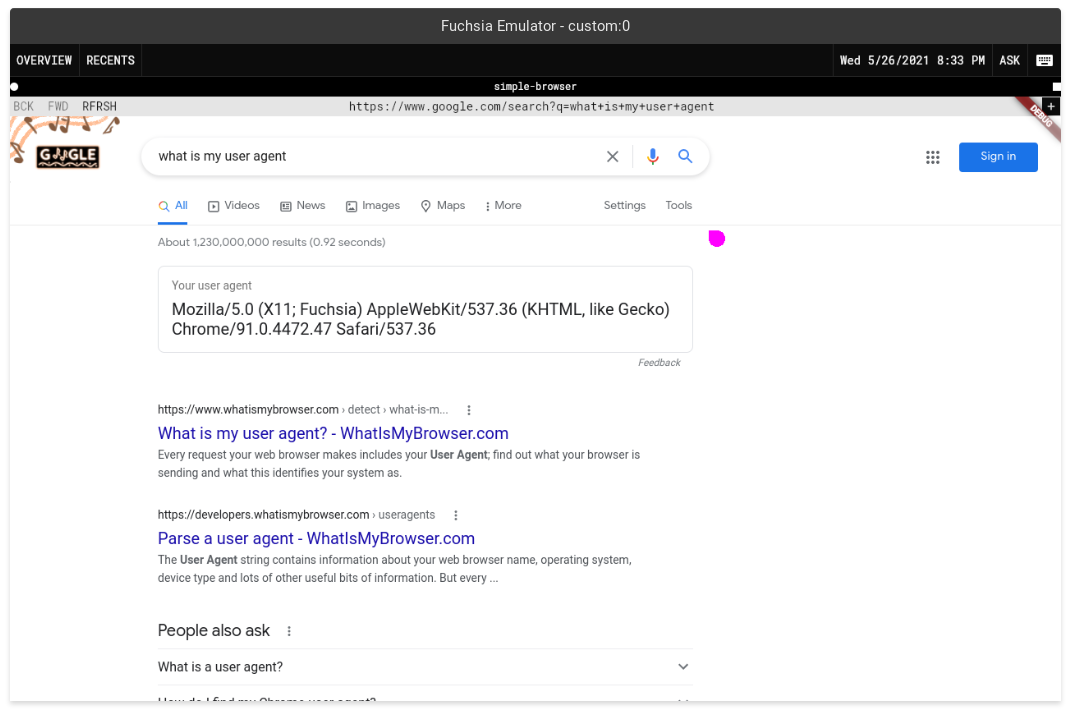 Fuchsia Emulator - custom:0
OVERVIEW RECENTS Wed 5/26/2021 8:33 PM ASK
simple-browser
BCK FWD RFRSH https://www.google.com/search?q=what+is+my+user+agent +
DEBUG
GOOGLE what is my user agent Sign in
All Videos News Images Maps More Settings Tools
About 1,230,000,000 results (0.92 seconds)
Your user agent
Mozilla/5.0 (X11; Fuchsia) AppleWebKit/537.36 (KHTML, like Gecko)
Chrome/91.0.4472.47 Safari/537.36
Feedback
https://www.whatismybrowser.com › detect › what-is-m...
What is my user agent? - WhatIsMyBrowser.com
Every request your web browser makes includes your User Agent; find out what your browser is
sending and what this identifies your system as.
https://developers.whatismybrowser.com › useragents
Parse a user agent - WhatIsMyBrowser.com
The User Agent string contains information about your web browser name, operating system,
device type and lots of other useful bits of information. But every ...
People also ask
What is a user agent?
How do I find my Chrome user agent?